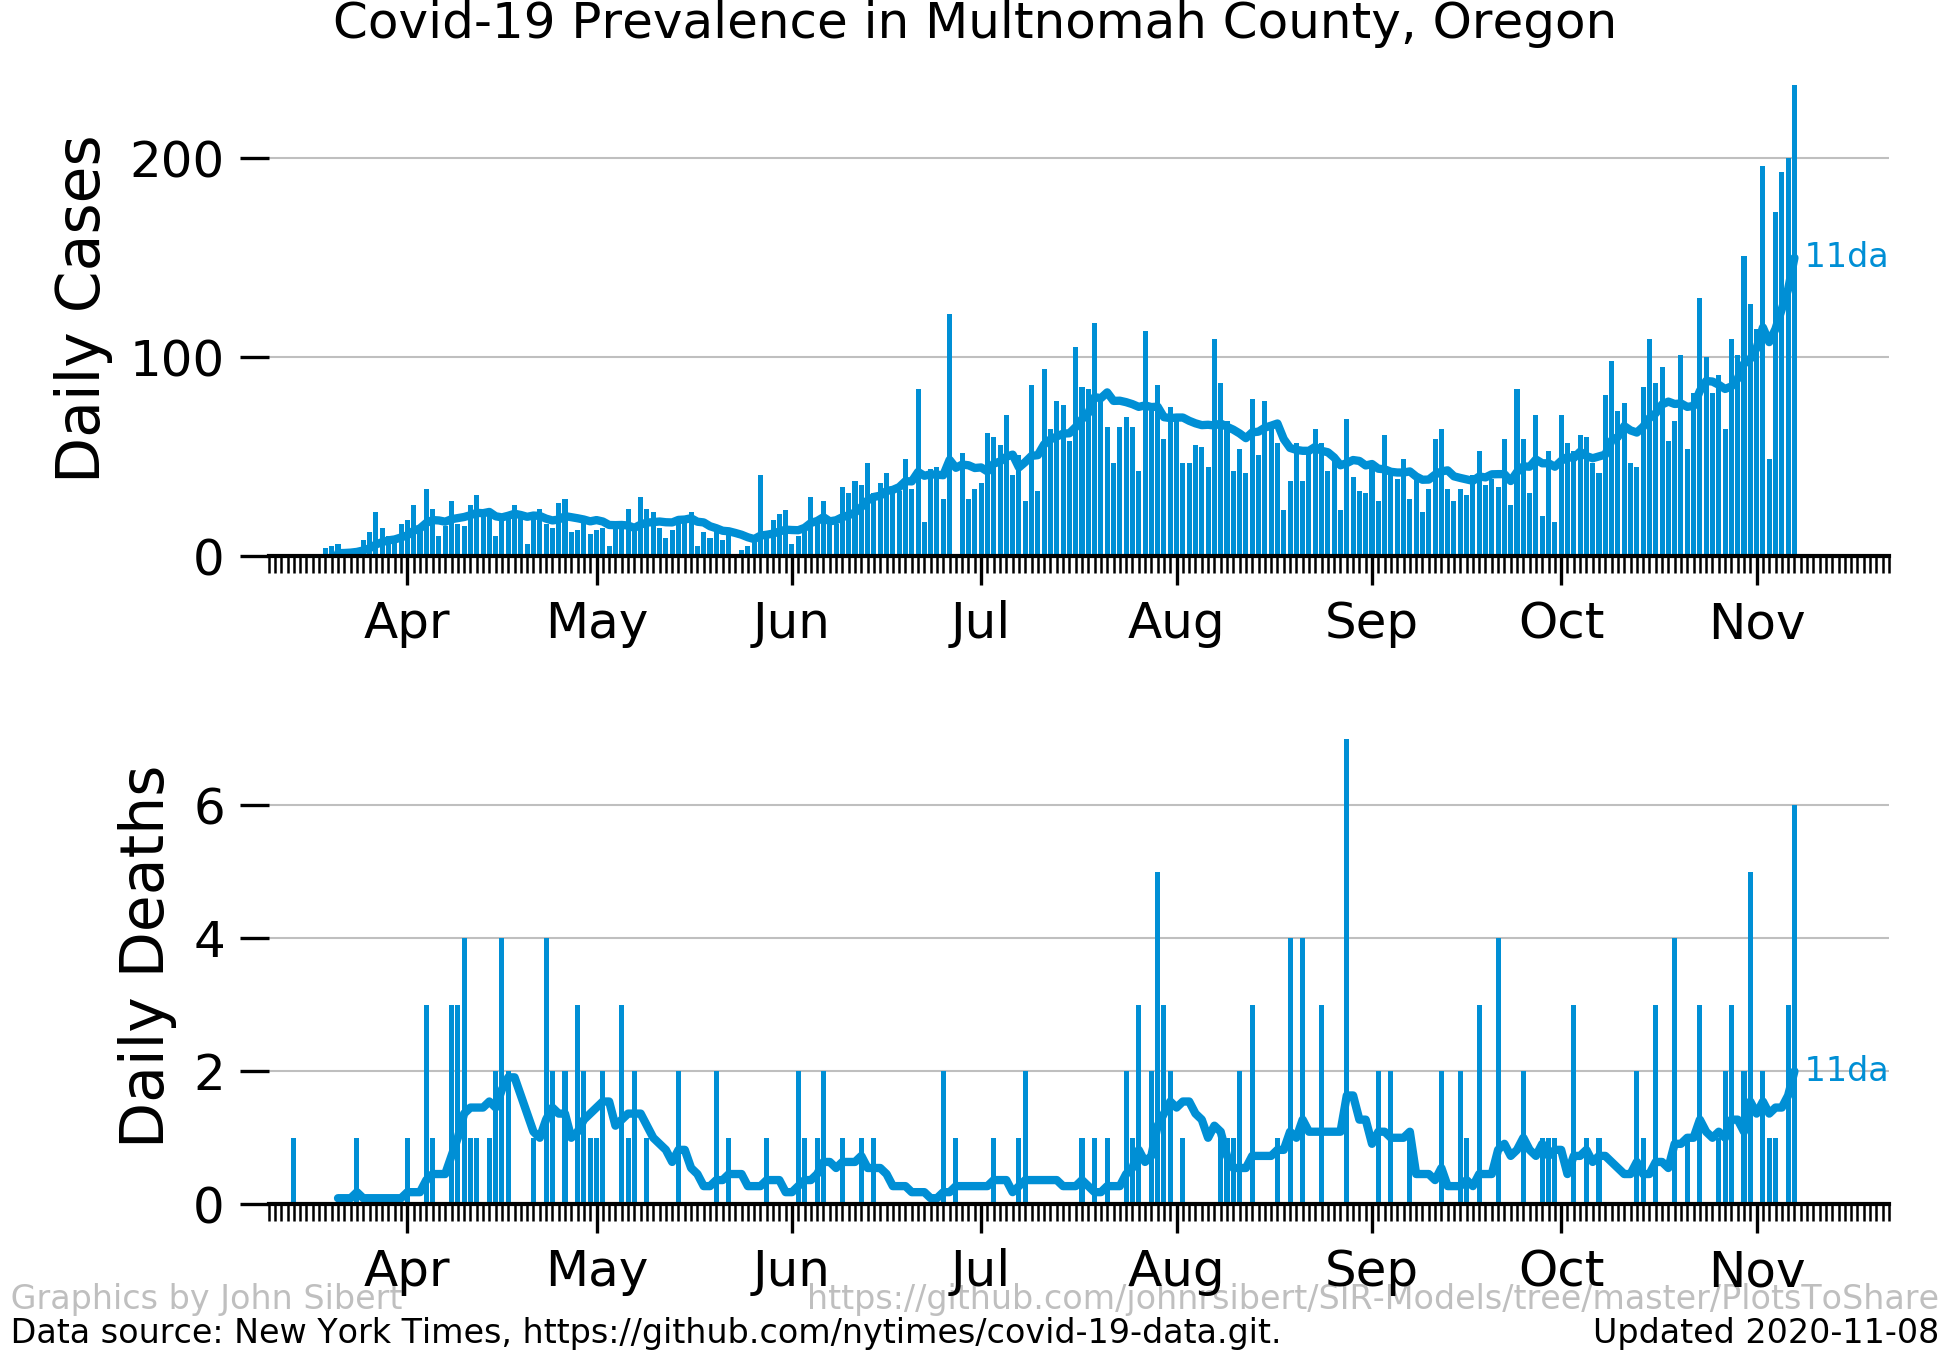 Covid-19 Prevalence in Multnomah County, Oregon
Daily Cases
200
100
0
11da
Apr May Jun Jul Aug Sep Oct Nov
Daily Deaths
6
4
2
0
11da
Apr May Jun Jul Aug Sep Oct Nov
Graphics by John Sibert https://github.com/johnrsibert/SIR-Models/tree/master/PlotsToShare
Data source: New York Times, https://github.com/nytimes/covid-19-data.git. Updated 2020-11-08